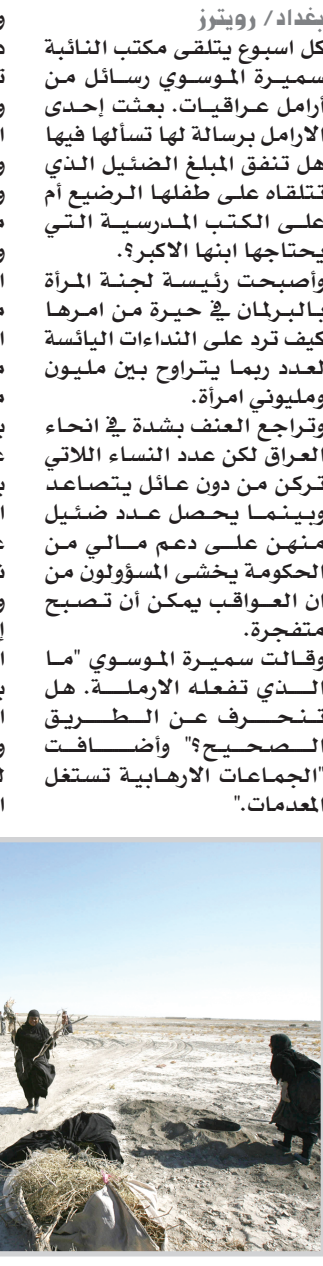 بغداد/ رويترز
كل اسبوع يتلقى مكتب النائبة
سميرة الموسوي رسائل من
أرامل عراقيات. بعثت إحدى
الارامل برسالة لها تسألها فيها
هل تنفق المبلغ الضئيل الذي
تتلقاه على طفلها الرضيع أم
على الكتب المدرسية التي
يحتاجها ابنها الاكبر؟.
وأصبحت رئيسة لجنة المرأة
بالبرلمان في حيرة من امرها
كيف ترد على النداءات اليائسة
لعدد ربما يتراوح بين مليون
ومليوني امرأة.
وتراجع العنف بشدة في انحاء
العراق لكن عدد النساء اللاتي
تركن من دون عائل يتصاعد
وبينما يحصل عدد ضئيل
منهن على دعم مالي من
الحكومة يخشى المسؤولون من
ان العواقب يمكن أن تصبح
متفجرة.
وقالت سميرة الموسوي "ما
الذي تفعله الارملة. هل
تنحرف عن الطريق
الصحيح؟" وأضافت
"الجماعات الارهابية تستغل
المعدمات."